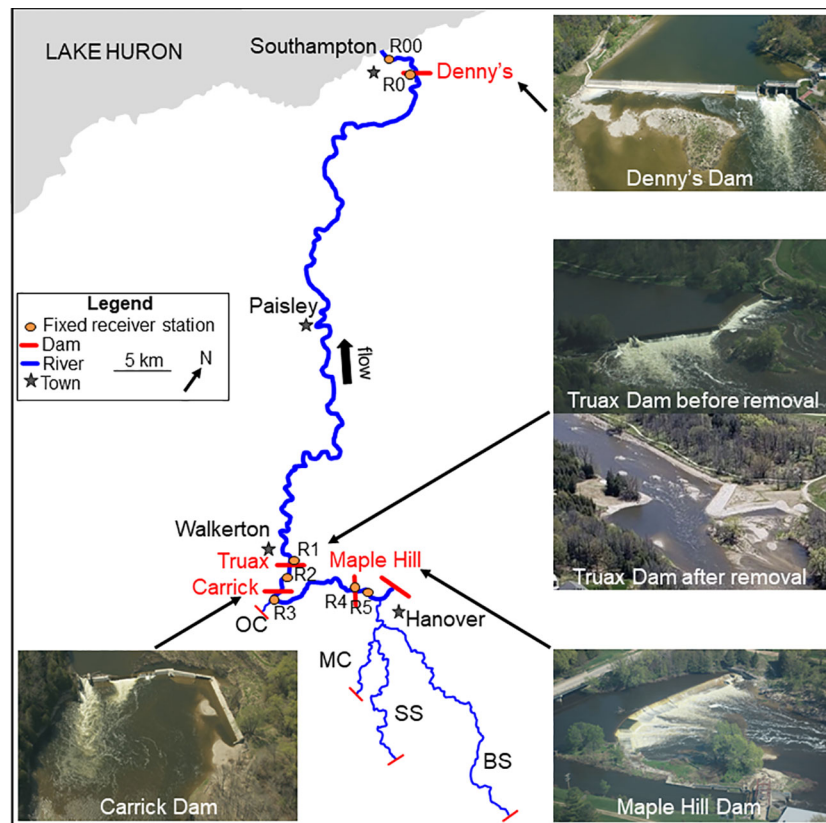 LAKE HURON
Southampton
R00
R0
Denny's
Denny's Dam
Legend
Fixed receiver station
Dam
River
Town
5 km
N
Paisley
flow
Truax Dam before removal
Truax Dam after removal
Walkerton
R1
Truax
R2
Maple Hill
Carrick
R3
R4
R5
OC
Hanover
MC
SS
BS
Carrick Dam
Maple Hill Dam